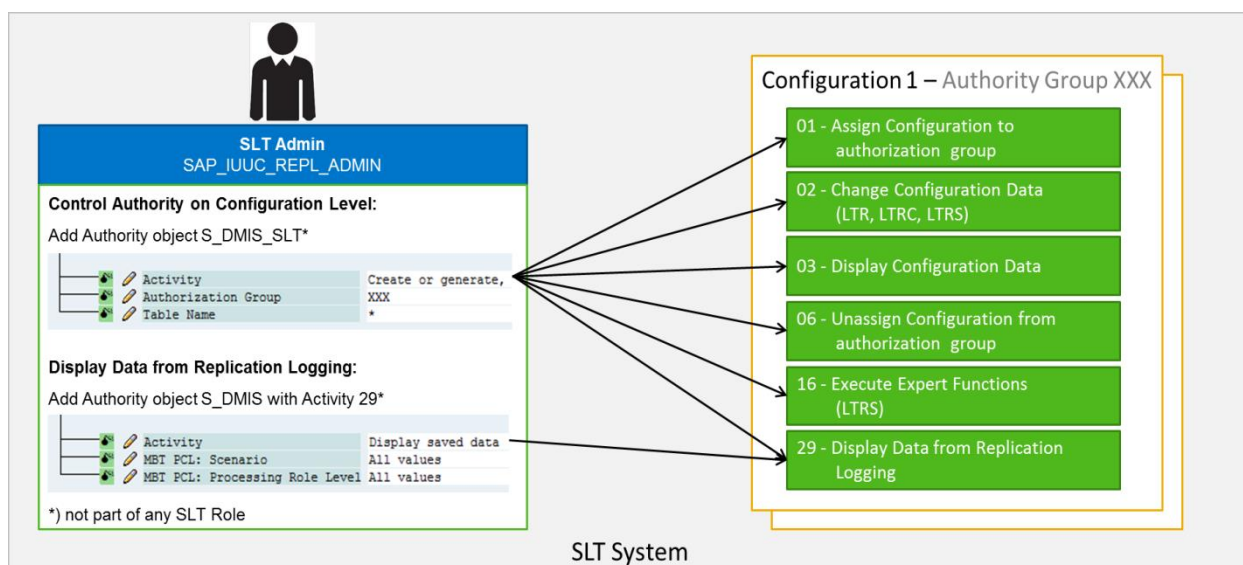 SLT Admin
SAP_IUUC_REPL_ADMIN
Control Authority on Configuration Level:
Add Authority object S_DMIS_SLT*
Activity Create or generate,
Authorization Group XXX
Table Name *
Display Data from Replication Logging:
Add Authority object S_DMIS with Activity 29*
Activity Display saved data
MBT PCL: Scenario All values
MBT PCL: Processing Role Level All values
*) not part of any SLT Role
Configuration 1 – Authority Group XXX
01 - Assign Configuration to
authorization group
02 - Change Configuration Data
(LTR, LTRC, LTRS)
03 - Display Configuration Data
06 - Unassign Configuration from
authorization group
16 - Execute Expert Functions
(LTRS)
29 - Display Data from Replication
Logging
SLT System